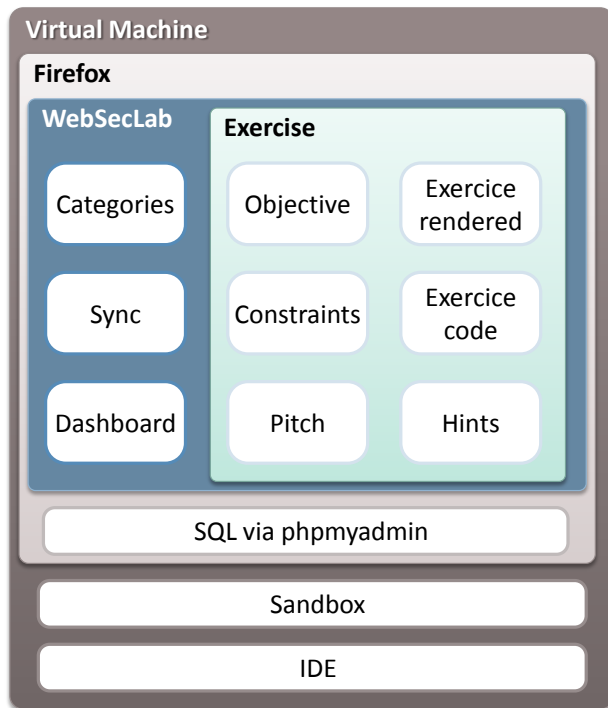 Virtual Machine
Firefox
WebSecLab
Exercise
Categories
Objective
Exercice
rendered
Sync
Constraints
Exercice
code
Dashboard
Pitch
Hints
SQL via phpmyadmin
Sandbox
IDE